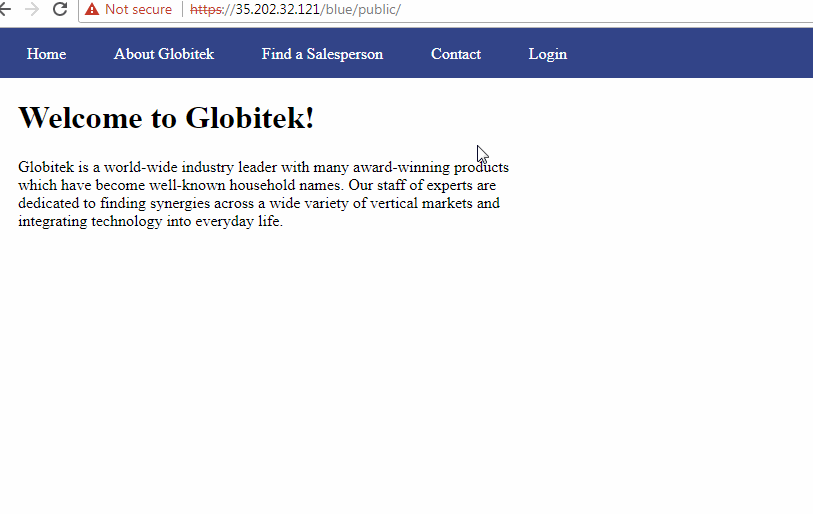 Not secure https://35.202.32.121/blue/public/
Home About Globitek Find a Salesperson Contact Login
Welcome to Globitek!
Globitek is a world-wide industry leader with many award-winning products
which have become well-known household names. Our staff of experts are
dedicated to finding synergies across a wide variety of vertical markets and
integrating technology into everyday life.